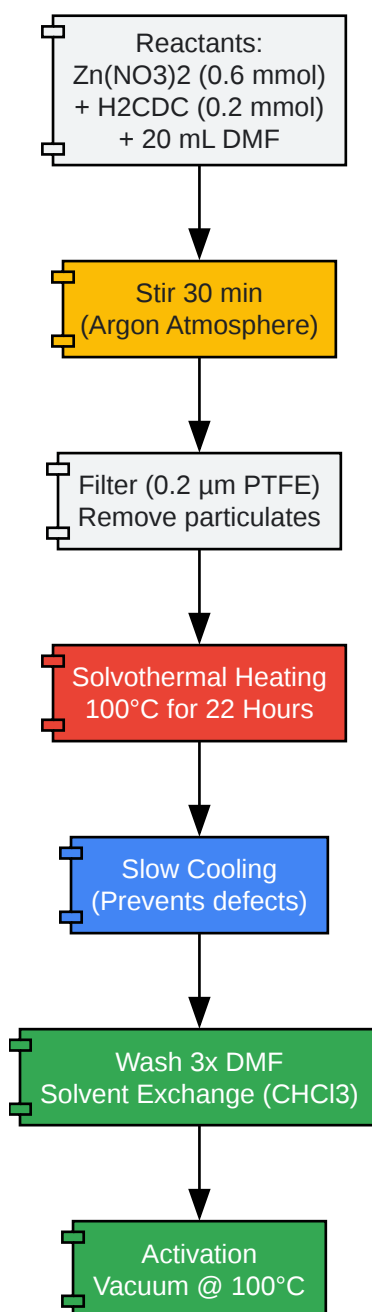 Reactants:
Zn(NO3)2 (0.6 mmol)
+ H2CDC (0.2 mmol)
+ 20 mL DMF
Stir 30 min
(Argon Atmosphere)
Filter (0.2 µm PTFE)
Remove particulates
Solvothermal Heating
100°C for 22 Hours
Slow Cooling
(Prevents defects)
Wash 3x DMF
Solvent Exchange (CHCl3)
Activation
Vacuum @ 100°C